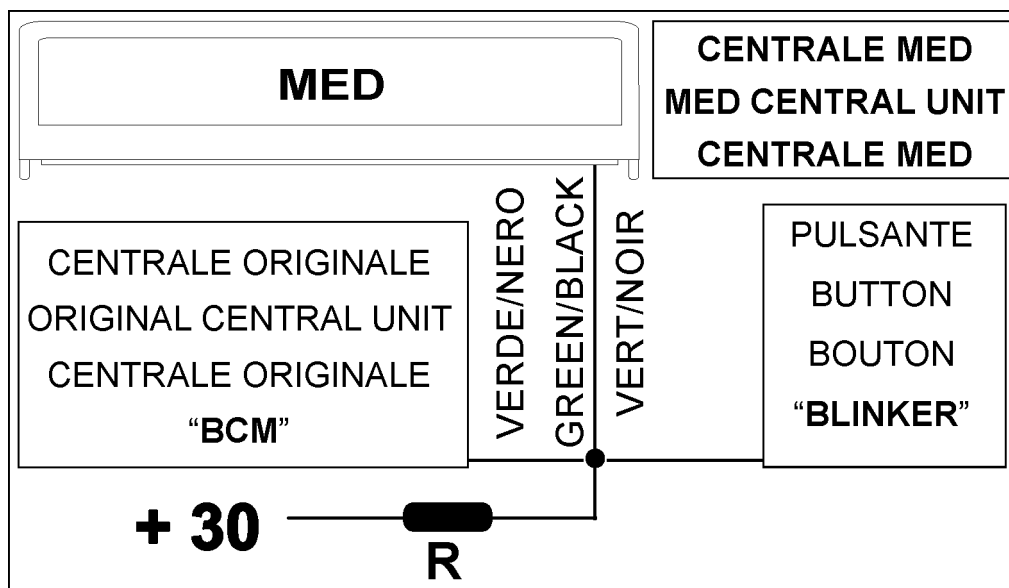 MED
CENTRALE MED
MED CENTRAL UNIT
CENTRALE MED
VERDE/NERO
GREEN/BLACK
VERT/NOIR
CENTRALE ORIGINALE
ORIGINAL CENTRAL UNIT
CENTRALE ORIGINALE
“BCM”
PULSANTE
BUTTON
BOUTON
“BLINKER”
+ 30
R